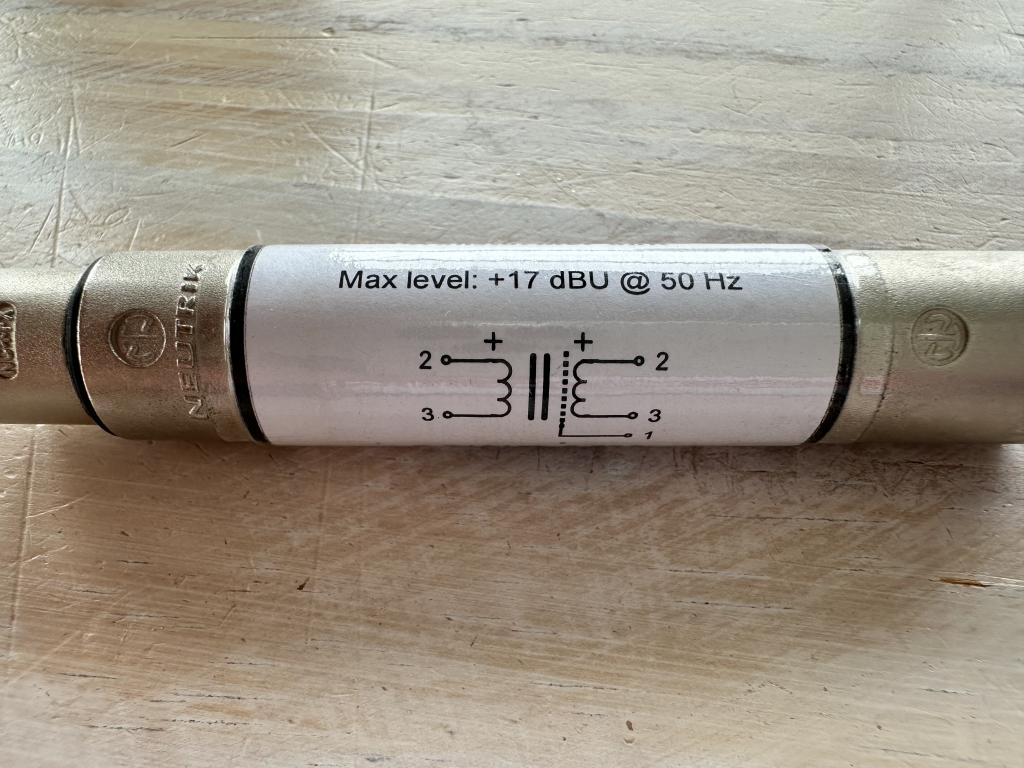 Max level: +17 dBU @ 50 Hz
+ +
2 2
3 3
1
NEUTRIK